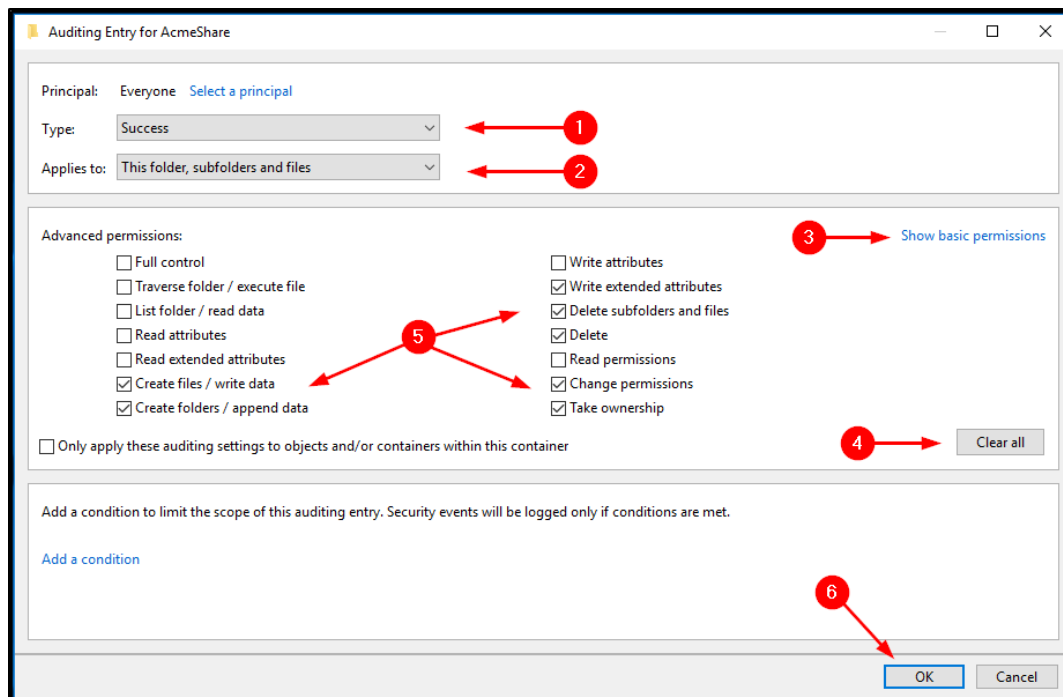 Auditing Entry for AcmeShare
Principal: Everyone Select a principal
Type: Success 1
Applies to: This folder, subfolders and files 2
Advanced permissions: 3 Show basic permissions
Full control Write attributes
Traverse folder / execute file Write extended attributes
List folder / read data Delete subfolders and files
Read attributes 5 Delete
Read extended attributes Read permissions
Create files / write data Change permissions
Create folders / append data Take ownership
Only apply these auditing settings to objects and/or containers within this container 4 Clear all
Add a condition to limit the scope of this auditing entry. Security events will be logged only if conditions are met.
Add a condition
6
OK Cancel